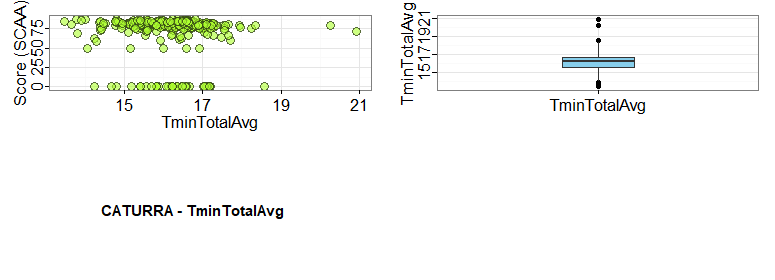 Score (SCAA)
0 25 50 75
15 17 19 21
TminTotalAvg
TminTotalAvg
15 17 19 21
TminTotalAvg
CATURRA - TminTotalAvg